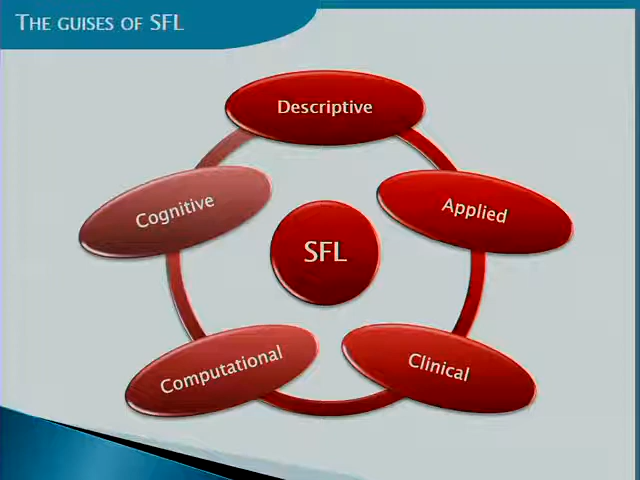 THE GUISES OF SFL
Descriptive
Cognitive
Applied
SFL
Computational
Clinical